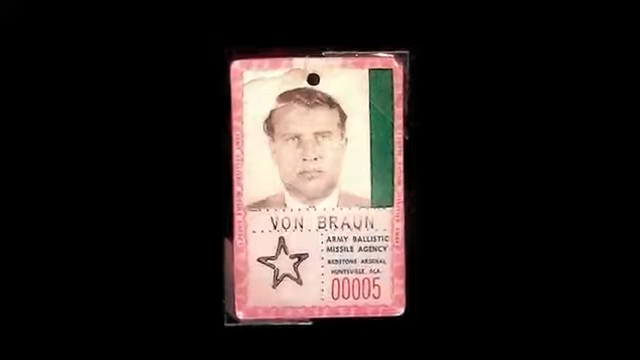 VON BRAUN
ARMY BALLISTIC
MISSILE AGENCY
REDSTONE ARSENAL
HUNTSVILLE, ALA.
00005